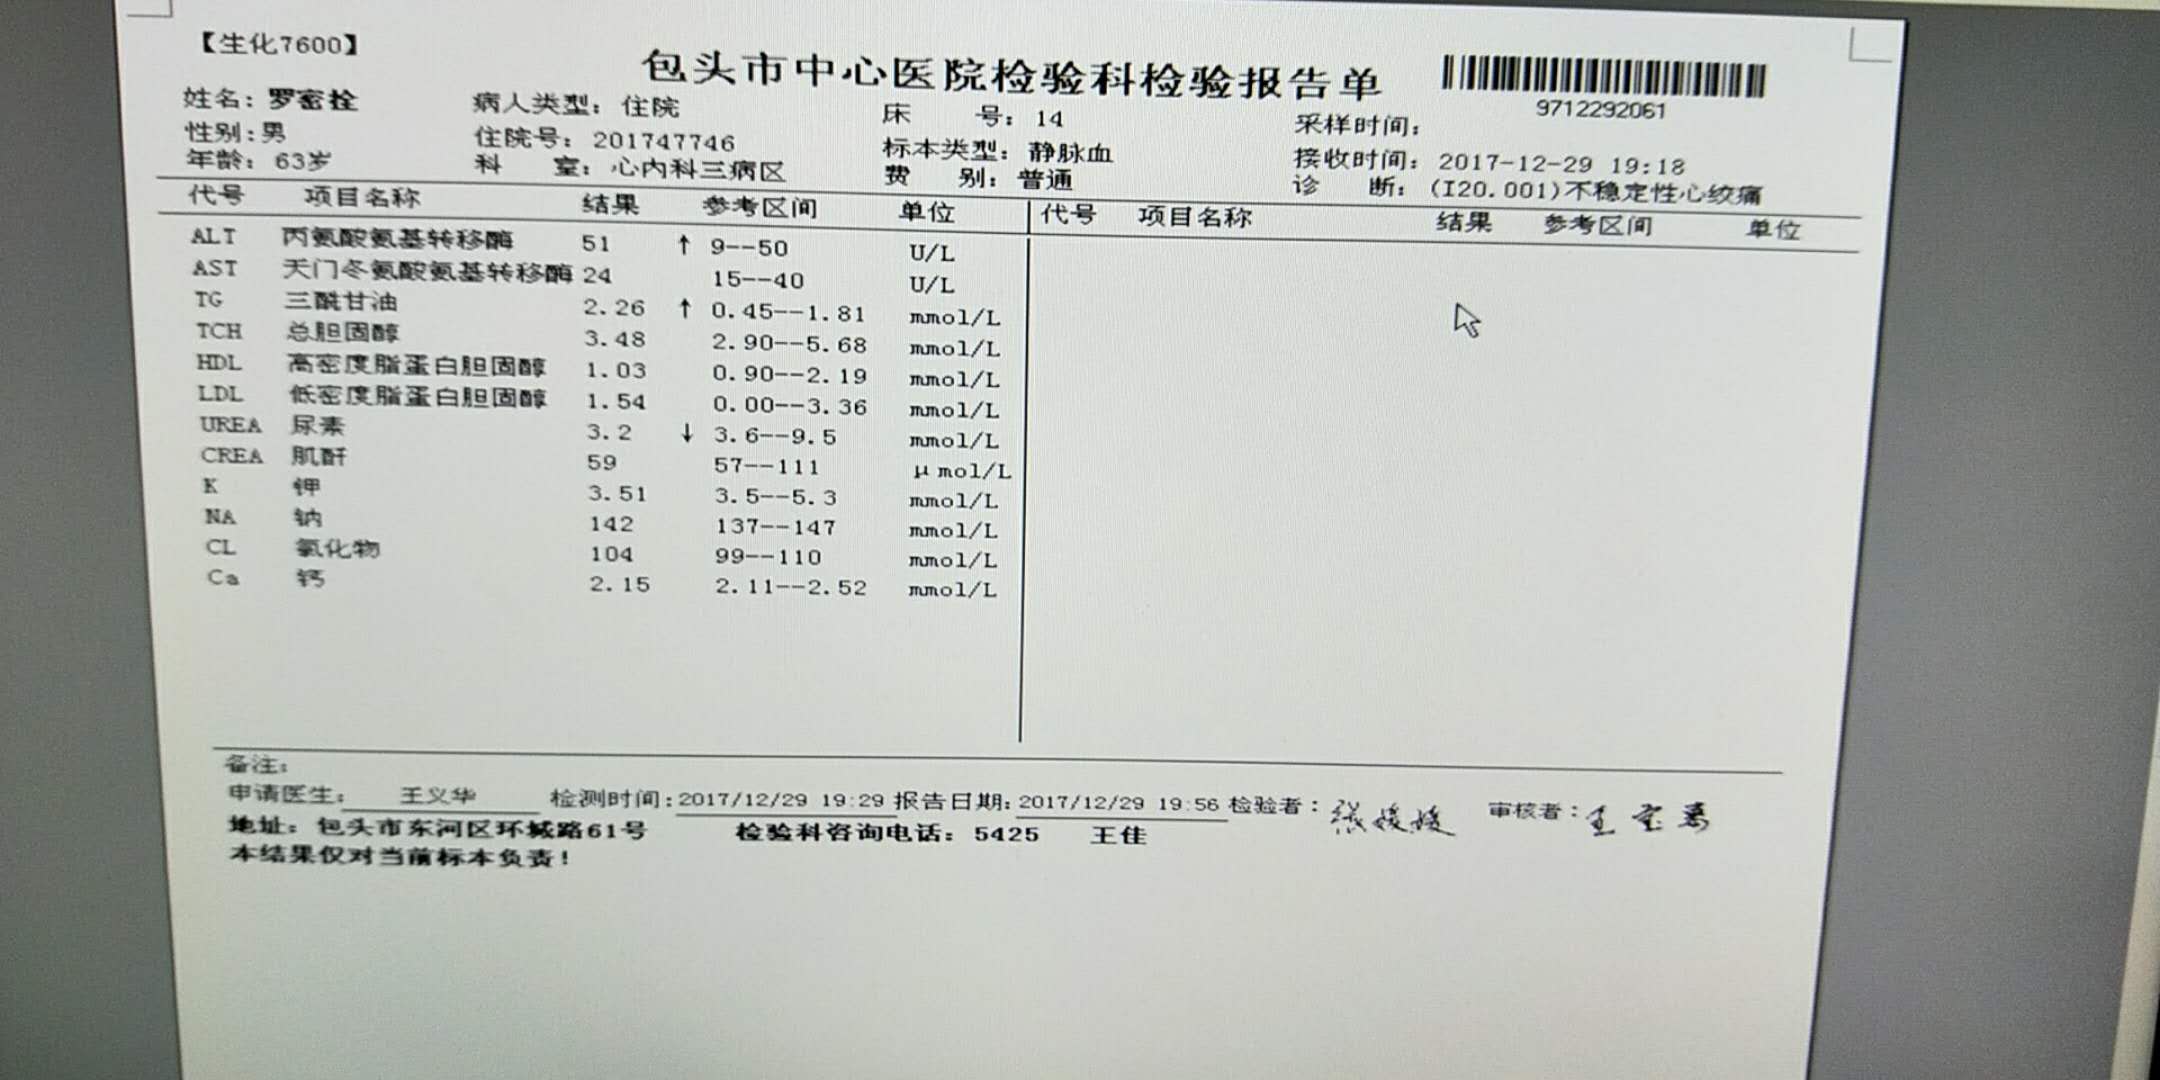 【生化7600】
包头市中心医院检验科检验报告单
9712292061
姓名：罗密拴 病人类型：住院 床 号：14 采样时间：
性别：男 住院号：201747746 标本类型：静脉血 接收时间：2017-12-29 19:18
年龄：63岁 科 室：心内科三病区 费 别：普通 诊 断：(I20.001)不稳定性心绞痛
代号 项目名称 结果 参考区间 单位 代号 项目名称 结果 参考区间 单位
ALT 丙氨酸氨基转移酶 51 ↑ 9--50 U/L
AST 天门冬氨酸氨基转移酶 24 15--40 U/L
TG 三酰甘油 2.26 ↑ 0.45--1.81 mmol/L
TCH 总胆固醇 3.48 2.90--5.68 mmol/L
HDL 高密度脂蛋白胆固醇 1.03 0.90--2.19 mmol/L
LDL 低密度脂蛋白胆固醇 1.54 0.00--3.36 mmol/L
UREA 尿素 3.2 ↓ 3.6--9.5 mmol/L
CREA 肌酐 59 57--111 μmol/L
K 钾 3.51 3.5--5.3 mmol/L
NA 钠 142 137--147 mmol/L
CL 氯化物 104 99--110 mmol/L
Ca 钙 2.15 2.11--2.52 mmol/L
备注：
申请医生： 王义华 检测时间：2017/12/29 19:29 报告日期：2017/12/29 19:56 检验者： 审核者：
地址：包头市东河区环城路61号 检验科咨询电话：5425 王佳
本结果仅对当前标本负责！